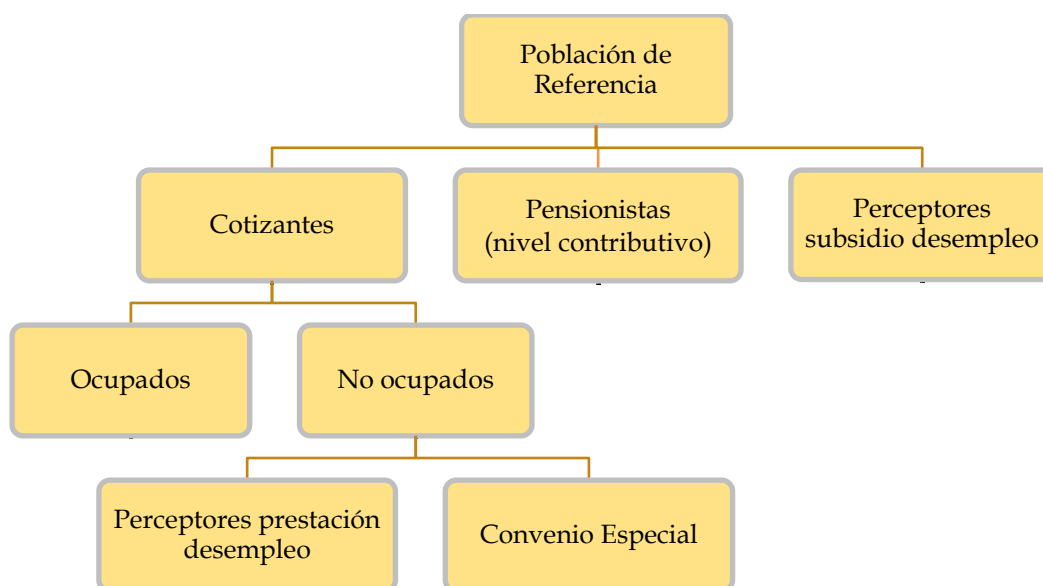 Población de
Referencia
Cotizantes
Pensionistas
(nivel contributivo)
Perceptores
subsidio desempleo
Ocupados
No ocupados
Perceptores prestación
desempleo
Convenio Especial